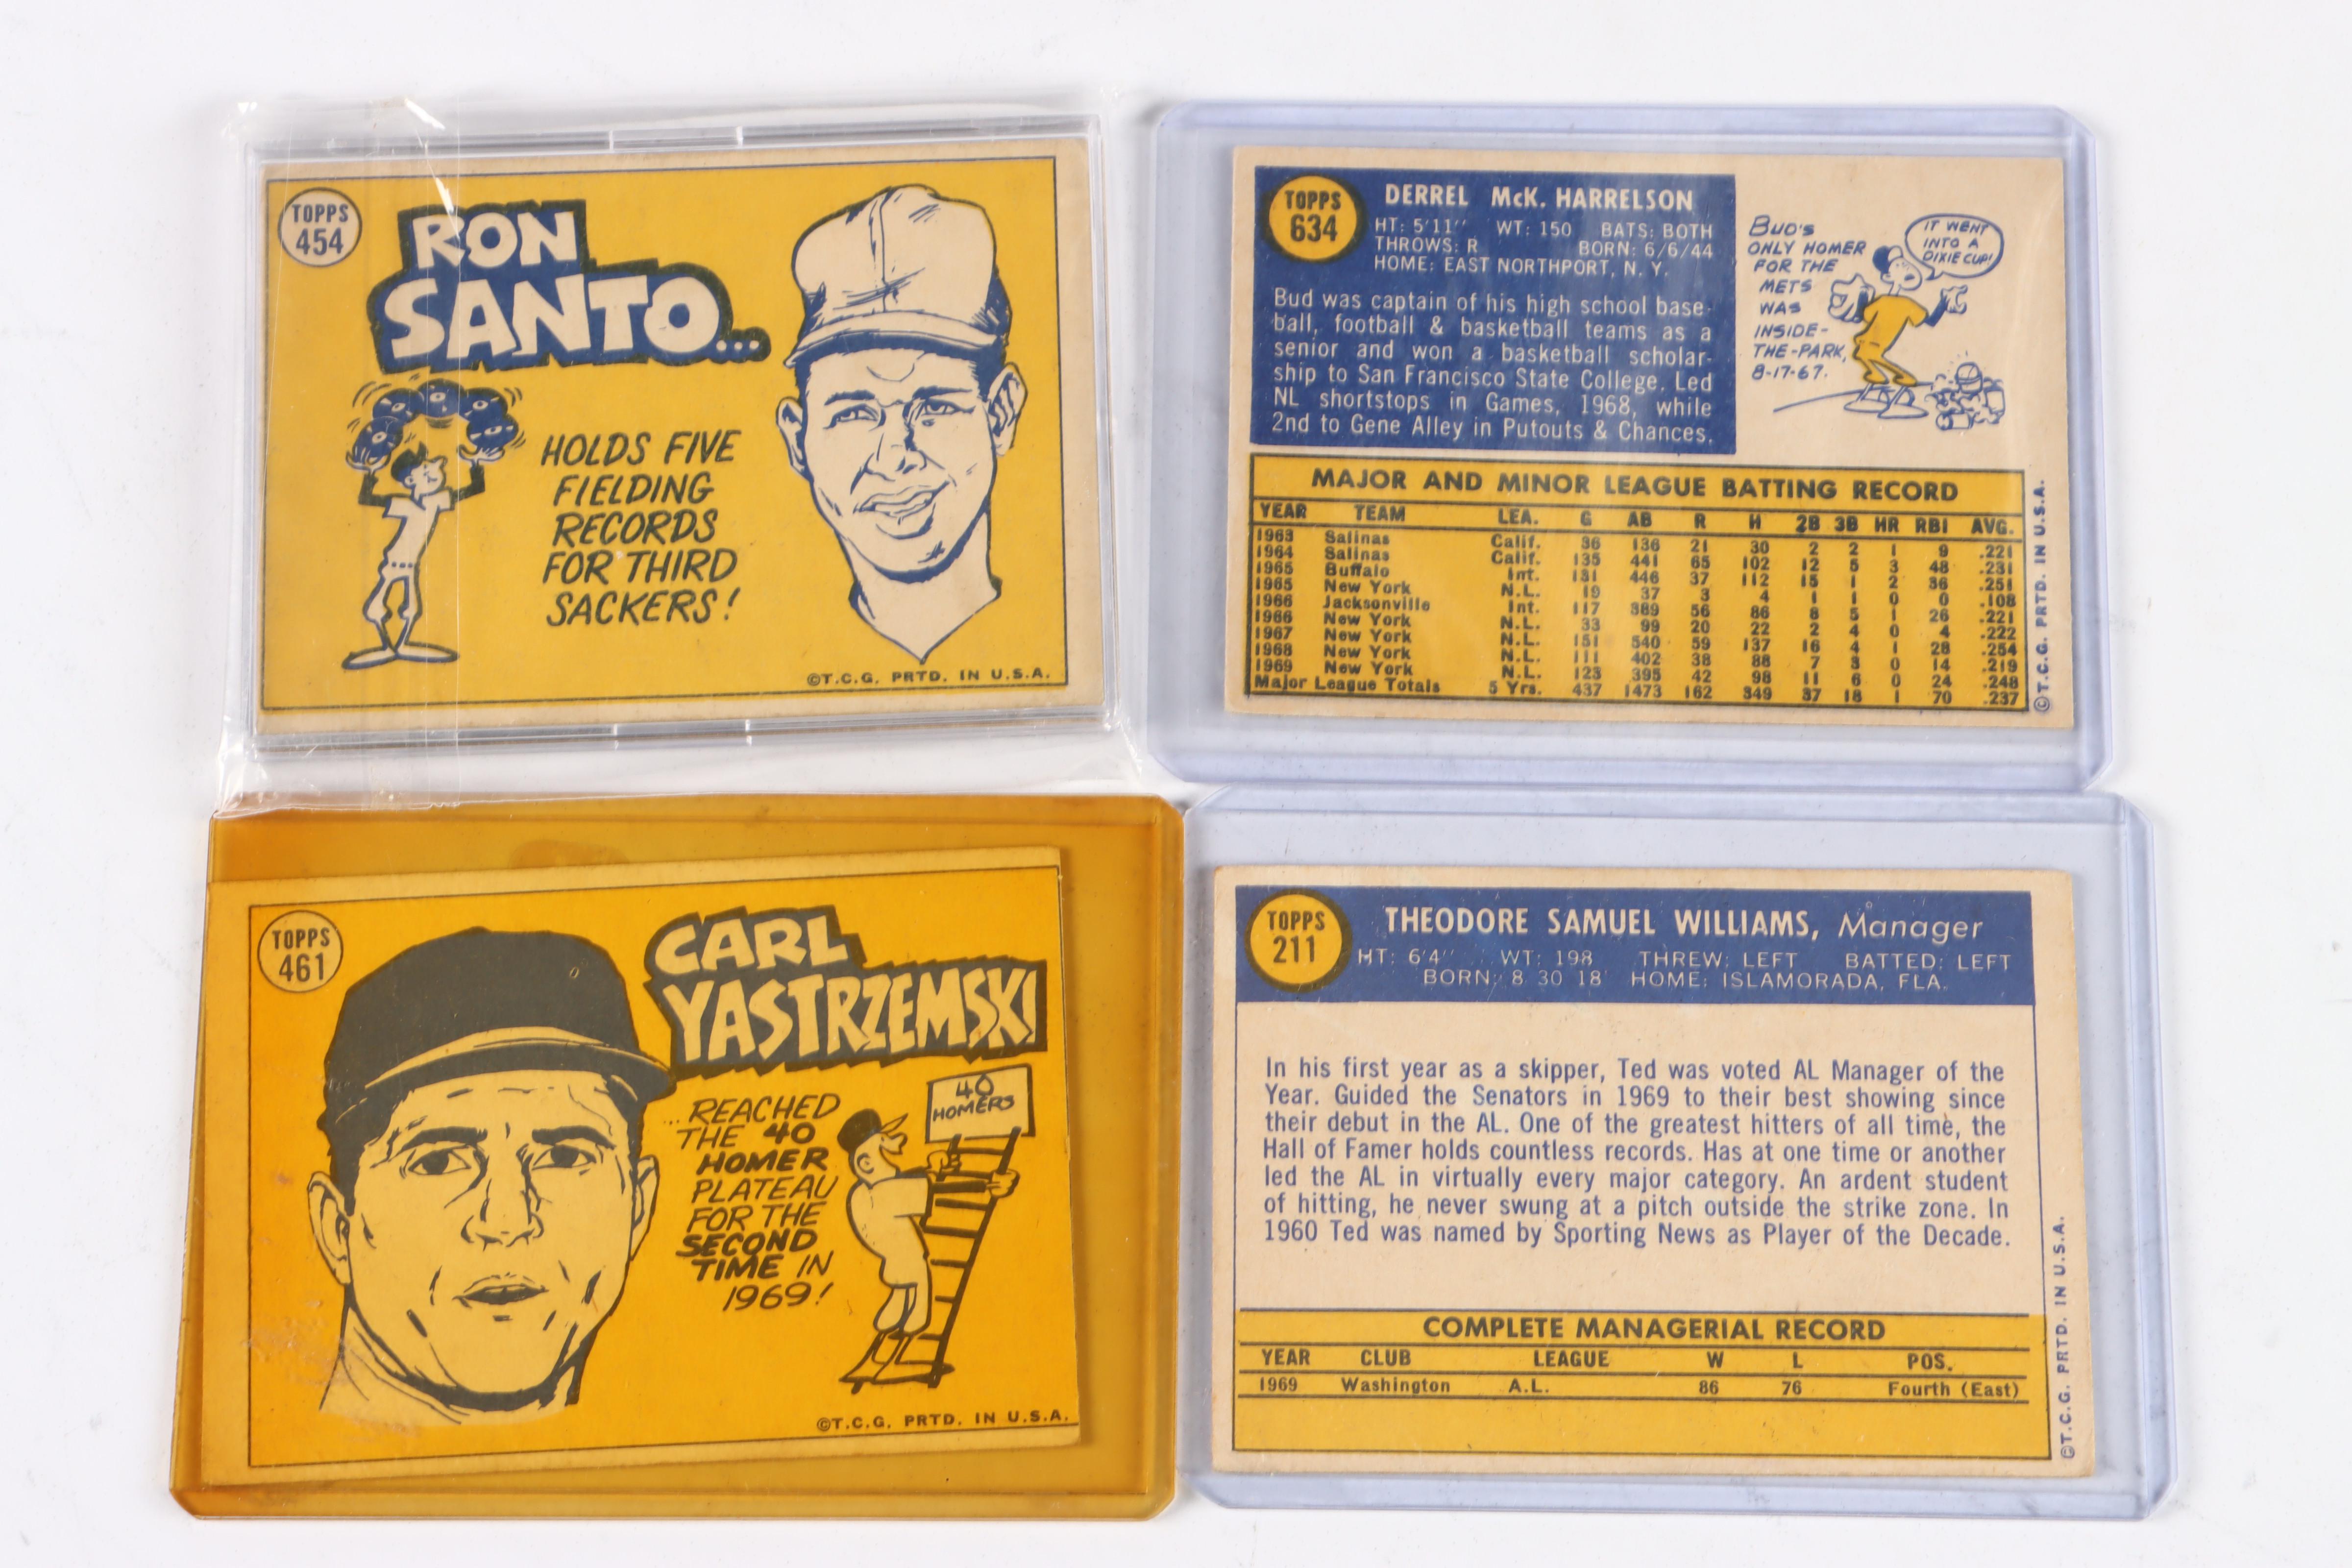 TOPPS
454
RON
SANTO...
HOLDS FIVE
FIELDING
RECORDS
FOR THIRD
SACKERS!
©T.C.G. PRTD. IN U.S.A.
TOPPS
634
DERREL McK. HARRELSON
HT: 5'11" WT: 150 BATS: BOTH
THROWS: R BORN: 6/6/44
HOME: EAST NORTHPORT, N. Y.
Bud was captain of his high school base-
ball, football & basketball teams as a
senior and won a basketball scholar-
ship to San Francisco State College. Led
NL shortstops in Games, 1968, while
2nd to Gene Alley in Putouts & Chances.
BUD'S
ONLY HOMER
FOR THE
METS
WAS
INSIDE-
THE-PARK,
8-17-67.
IT WENT
INTO A
DIXIE CUP!
MAJOR AND MINOR LEAGUE BATTING RECORD
YEAR TEAM LEA. G AB R H 2B 3B HR RBI AVG.
1963 Salinas Calif. 36 136 21 30 2 2 1 9 .221
1964 Salinas Calif. 135 441 65 102 12 5 3 48 .231
1965 Buffalo Int. 131 446 37 112 15 1 2 36 .251
1965 New York N.L. 19 37 3 4 1 1 0 0 .108
1966 Jacksonville Int. 117 389 56 86 8 5 1 26 .221
1966 New York N.L. 33 99 20 22 2 4 0 4 .222
1967 New York N.L. 151 540 59 137 16 4 1 28 .254
1968 New York N.L. 111 402 38 88 7 3 0 14 .219
1969 New York N.L. 123 395 42 98 11 6 0 24 .248
Major League Totals 5 Yrs. 437 1473 162 349 37 18 1 70 .237
©T.C.G. PRTD. IN U.S.A.
TOPPS
461
CARL
YASTRZEMSKI
...REACHED
THE 40
HOMER
PLATEAU
FOR THE
SECOND
TIME IN
1969!
40
HOMERS
©T.C.G. PRTD. IN U.S.A.
TOPPS
211
THEODORE SAMUEL WILLIAMS, Manager
HT: 6'4" WT: 198 THREW: LEFT BATTED: LEFT
BORN: 8 30 18 HOME: ISLAMORADA, FLA.
In his first year as a skipper, Ted was voted AL Manager of the
Year. Guided the Senators in 1969 to their best showing since
their debut in the AL. One of the greatest hitters of all time, the
Hall of Famer holds countless records. Has at one time or another
led the AL in virtually every major category. An ardent student
of hitting, he never swung at a pitch outside the strike zone. In
1960 Ted was named by Sporting News as Player of the Decade.
COMPLETE MANAGERIAL RECORD
YEAR CLUB LEAGUE W L POS.
1969 Washington A.L. 86 76 Fourth (East)
©T.C.G. PRTD. IN U.S.A.